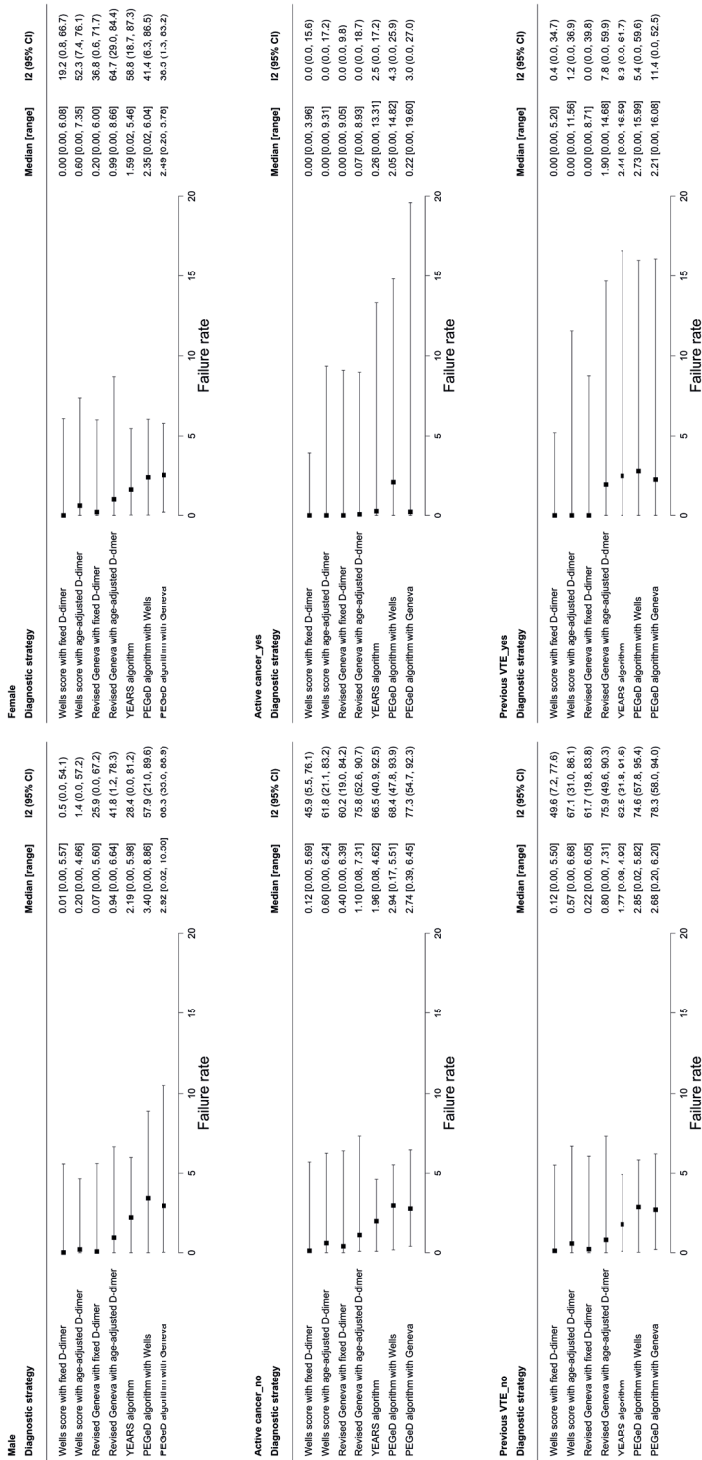 Male
Diagnostic strategy Median [range] I2 (95% CI)
Wells score with fixed D-dimer 0.01 [0.00, 5.57] 0.5 (0.0, 54.1)
Wells score with age-adjusted D-dimer 0.20 [0.00, 4.66] 1.4 (0.0, 57.2)
Revised Geneva with fixed D-dimer 0.07 [0.00, 5.60] 25.9 (0.0, 67.2)
Revised Geneva with age-adjusted D-dmer 0.94 [0.00, 6.64] 41.8 (1.2, 78.3)
YEARS algorithm 2.19 [0.00, 5.98] 28.4 (0.0, 81.2)
PEGeD algorithm with Wells 3.40 [0.00, 8.86] 57.9 (21.0, 89.6)
PEGeD algorithm with Geneva
0 5 10 15 20
Failure rate
Female
Diagnostic strategy Median [range] I2 (95% CI)
Wells score with fixed D-dimer 0.00 [0.00, 6.08] 19.2 (0.8, 66.7)
Wells score with age-adjusted D-dimer 0.60 [0.00, 7.35] 52.3 (7.4, 76.1)
Revised Geneva with fixed D-dimer 0.20 [0.00, 6.00] 36.8 (0.6, 71.7)
Revised Geneva with age-adjusted D-dmer 0.99 [0.00, 8.66] 64.7 (29.0, 84.4)
YEARS algorithm 1.59 [0.02, 5.46] 58.8 (18.7, 87.3)
PEGeD algorithm with Wells 2.35 [0.02, 6.04] 41.4 (6.3, 86.5)
PEGeD algorithm with Geneva
0 5 10 15 20
Failure rate
Active cancer_no
Diagnostic strategy Median [range] I2 (95% CI)
Wells score with fixed D-dimer 0.12 [0.00, 5.69] 45.9 (5.5, 76.1)
Wells score with age-adjusted D-dimer 0.60 [0.00, 6.24] 61.8 (21.1, 83.2)
Revised Geneva with fixed D-dimer 0.40 [0.00, 6.39] 60.2 (19.0, 84.2)
Revised Geneva with age-adjusted D-dmer 1.10 [0.08, 7.31] 75.8 (52.6, 90.7)
YEARS algorithm 1.96 [0.08, 4.62] 66.5 (40.9, 92.5)
PEGeD algorithm with Wells 2.94 [0.17, 5.51] 68.4 (47.8, 93.9)
PEGeD algorithm with Geneva 2.74 [0.39, 6.45] 77.3 (54.7, 92.3)
0 5 10 15 20
Failure rate
Active cancer_yes
Diagnostic strategy Median [range] I2 (95% CI)
Wells score with fixed D-dimer 0.00 [0.00, 3.96] 0.0 (0.0, 15.6)
Wells score with age-adjusted D-dimer 0.00 [0.00, 9.31] 0.0 (0.0, 17.2)
Revised Geneva with fixed D-dimer 0.00 [0.00, 9.05] 0.0 (0.0, 9.8)
Revised Geneva with age-adjusted D-dmer 0.07 [0.00, 8.93] 0.0 (0.0, 18.7)
YEARS algorithm 0.26 [0.00, 13.31] 2.5 (0.0, 17.2)
PEGeD algorithm with Wells 2.05 [0.00, 14.82] 4.3 (0.0, 25.9)
PEGeD algorithm with Geneva 0.22 [0.00, 19.60] 3.0 (0.0, 27.0)
0 5 10 15 20
Failure rate
Previous VTE_no
Diagnostic strategy Median [range] I2 (95% CI)
Wells score with fixed D-dimer 0.12 [0.00, 5.50] 49.6 (7.2, 77.6)
Wells score with age-adjusted D-dimer 0.57 [0.00, 6.68] 67.1 (31.0, 86.1)
Revised Geneva with fixed D-dimer 0.22 [0.00, 6.05] 61.7 (19.8, 83.8)
Revised Geneva with age-adjusted D-dmer 0.80 [0.00, 7.31] 75.9 (49.6, 90.3)
YEARS algorithm
PEGeD algorithm with Wells 2.85 [0.02, 5.82] 74.6 (57.8, 95.4)
PEGeD algorithm with Geneva 2.68 [0.20, 6.20] 78.3 (58.0, 94.0)
0 5 10 15 20
Failure rate
Previous VTE_yes
Diagnostic strategy Median [range] I2 (95% CI)
Wells score with fixed D-dimer 0.00 [0.00, 5.20] 0.4 (0.0, 34.7)
Wells score with age-adjusted D-dimer 0.00 [0.00, 11.56] 1.2 (0.0, 36.9)
Revised Geneva with fixed D-dimer 0.00 [0.00, 8.71] 0.0 (0.0, 39.8)
Revised Geneva with age-adjusted D-dmer 1.90 [0.00, 14.68] 7.8 (0.0, 59.9)
YEARS algorithm
PEGeD algorithm with Wells 2.73 [0.00, 15.99] 5.4 (0.0, 59.6)
PEGeD algorithm with Geneva 2.21 [0.00, 16.08] 11.4 (0.0, 52.5)
0 5 10 15 20
Failure rate